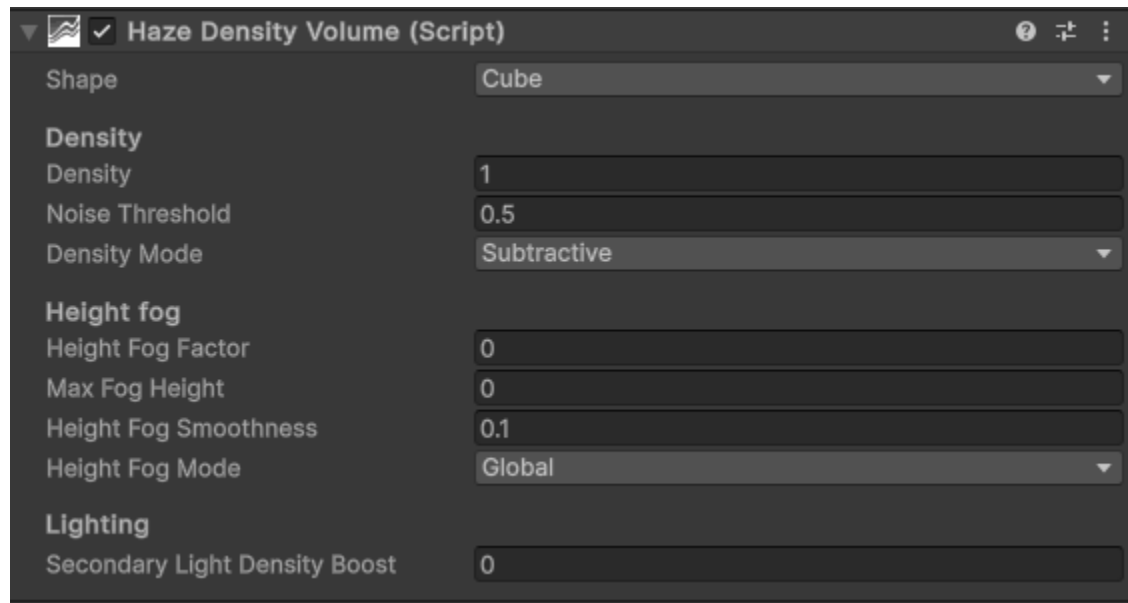 Haze Density Volume (Script)
Shape Cube
Density
Density 1
Noise Threshold 0.5
Density Mode Subtractive
Height fog
Height Fog Factor 0
Max Fog Height 0
Height Fog Smoothness 0.1
Height Fog Mode Global
Lighting
Secondary Light Density Boost 0